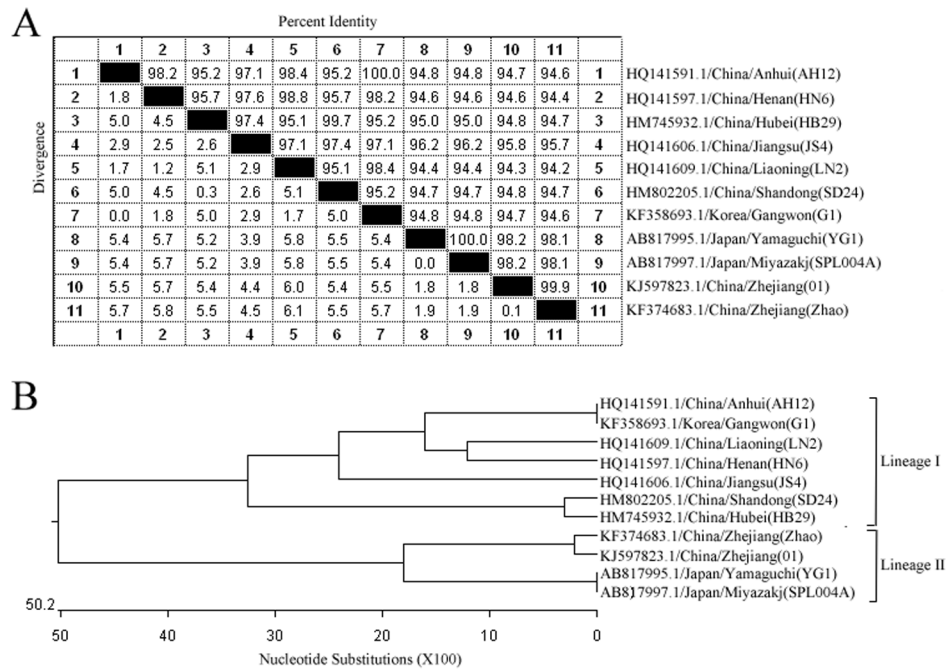 A
Percent Identity
Divergence
1 2 3 4 5 6 7 8 9 10 11
1 98.2 95.2 97.1 98.4 95.2 100.0 94.8 94.8 94.7 94.6 1 HQ141591.1/China/Anhui(AH12)
2 1.8 95.7 97.6 98.8 95.7 98.2 94.6 94.6 94.6 94.4 2 HQ141597.1/China/Henan(HN6)
3 5.0 4.5 97.4 95.1 99.7 95.2 95.0 95.0 94.8 94.7 3 HM745932.1/China/Hubei(HB29)
4 2.9 2.5 2.6 97.1 97.4 97.1 96.2 96.2 95.8 95.7 4 HQ141606.1/China/Jiangsu(JS4)
5 1.7 1.2 5.1 2.9 95.1 98.4 94.4 94.4 94.3 94.2 5 HQ141609.1/China/Liaoning(LN2)
6 5.0 4.5 0.3 2.6 5.1 95.2 94.7 94.7 94.8 94.7 6 HM802205.1/China/Shandong(SD24)
7 0.0 1.8 5.0 2.9 1.7 5.0 94.8 94.8 94.7 94.6 7 KF358693.1/Korea/Gangwon(G1)
8 5.4 5.7 5.2 3.9 5.8 5.5 5.4 100.0 98.2 98.1 8 AB817995.1/Japan/Yamaguchi(YG1)
9 5.4 5.7 5.2 3.9 5.8 5.5 5.4 0.0 98.2 98.1 9 AB817997.1/Japan/Miyazakj(SPL004A)
10 5.5 5.7 5.4 4.4 6.0 5.4 5.5 1.8 1.8 99.9 10 KJ597823.1/China/Zhejiang(01)
11 5.7 5.8 5.5 4.5 6.1 5.5 5.7 1.9 1.9 0.1 11 KF374683.1/China/Zhejiang(Zhao)
1 2 3 4 5 6 7 8 9 10 11
B
HQ141591.1/China/Anhui(AH12)
KF358693.1/Korea/Gangwon(G1)
HQ141609.1/China/Liaoning(LN2)
HQ141597.1/China/Henan(HN6)
HQ141606.1/China/Jiangsu(JS4)
HM802205.1/China/Shandong(SD24)
HM745932.1/China/Hubei(HB29)
Lineage I
KF374683.1/China/Zhejiang(Zhao)
KJ597823.1/China/Zhejiang(01)
AB817995.1/Japan/Yamaguchi(YG1)
AB817997.1/Japan/Miyazakj(SPL004A)
Lineage II
50.2
50 40 30 20 10 0
Nucleotide Substitutions (X100)